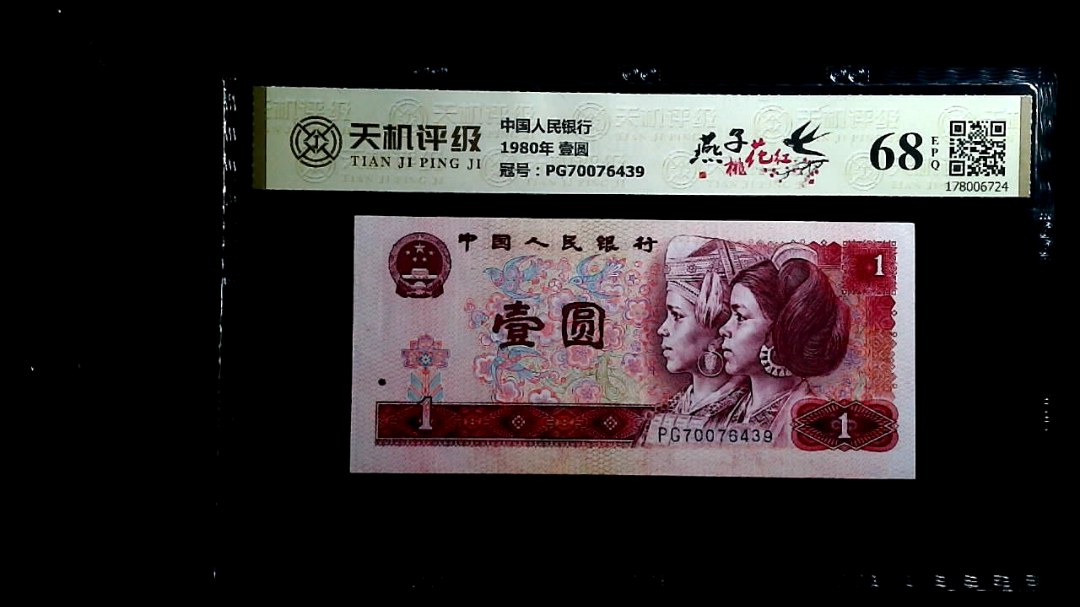 天机评级
TIAN JI PING JI
中国人民银行
1980年 壹圆
冠号：PG70076439
燕子
桃花红
68
EPQ
178006724
中国人民银行
1
壹圆
1
PG70076439
1